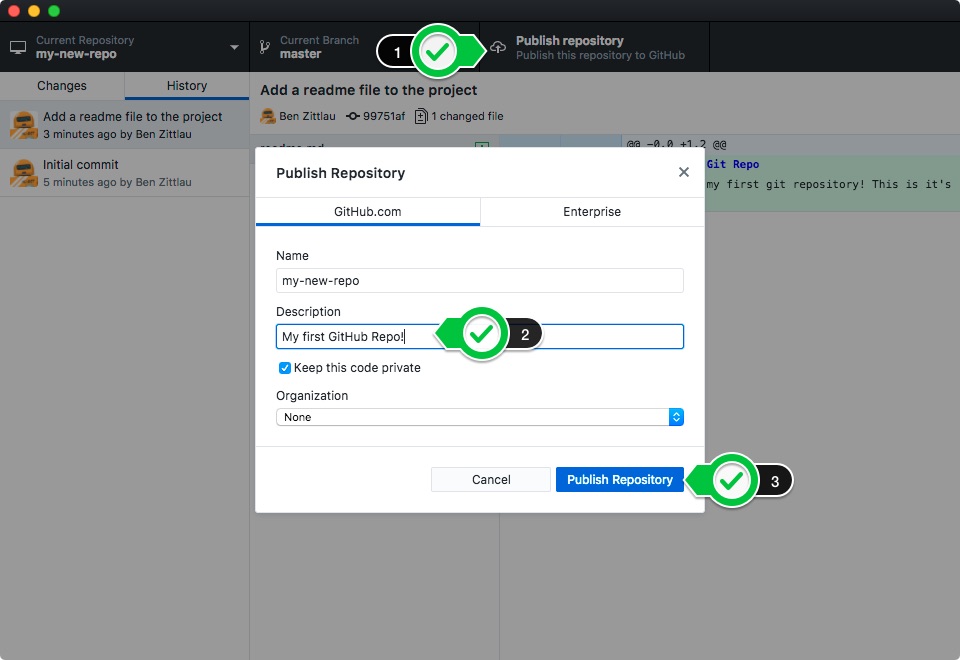 Current Repository
my-new-repo
Current Branch
master
1
Publish repository
Publish this repository to GitHub
Changes
History
Add a readme file to the project
3 minutes ago by Ben Zittlau
Initial commit
5 minutes ago by Ben Zittlau
Add a readme file to the project
Ben Zittlau 99751af 1 changed file
readme.md
@@ -0,0 +1,2 @@
Git Repo
my first git repository! This is it's
Publish Repository
GitHub.com
Enterprise
Name
my-new-repo
Description
My first GitHub Repo!
2
Keep this code private
Organization
None
Cancel
Publish Repository
3